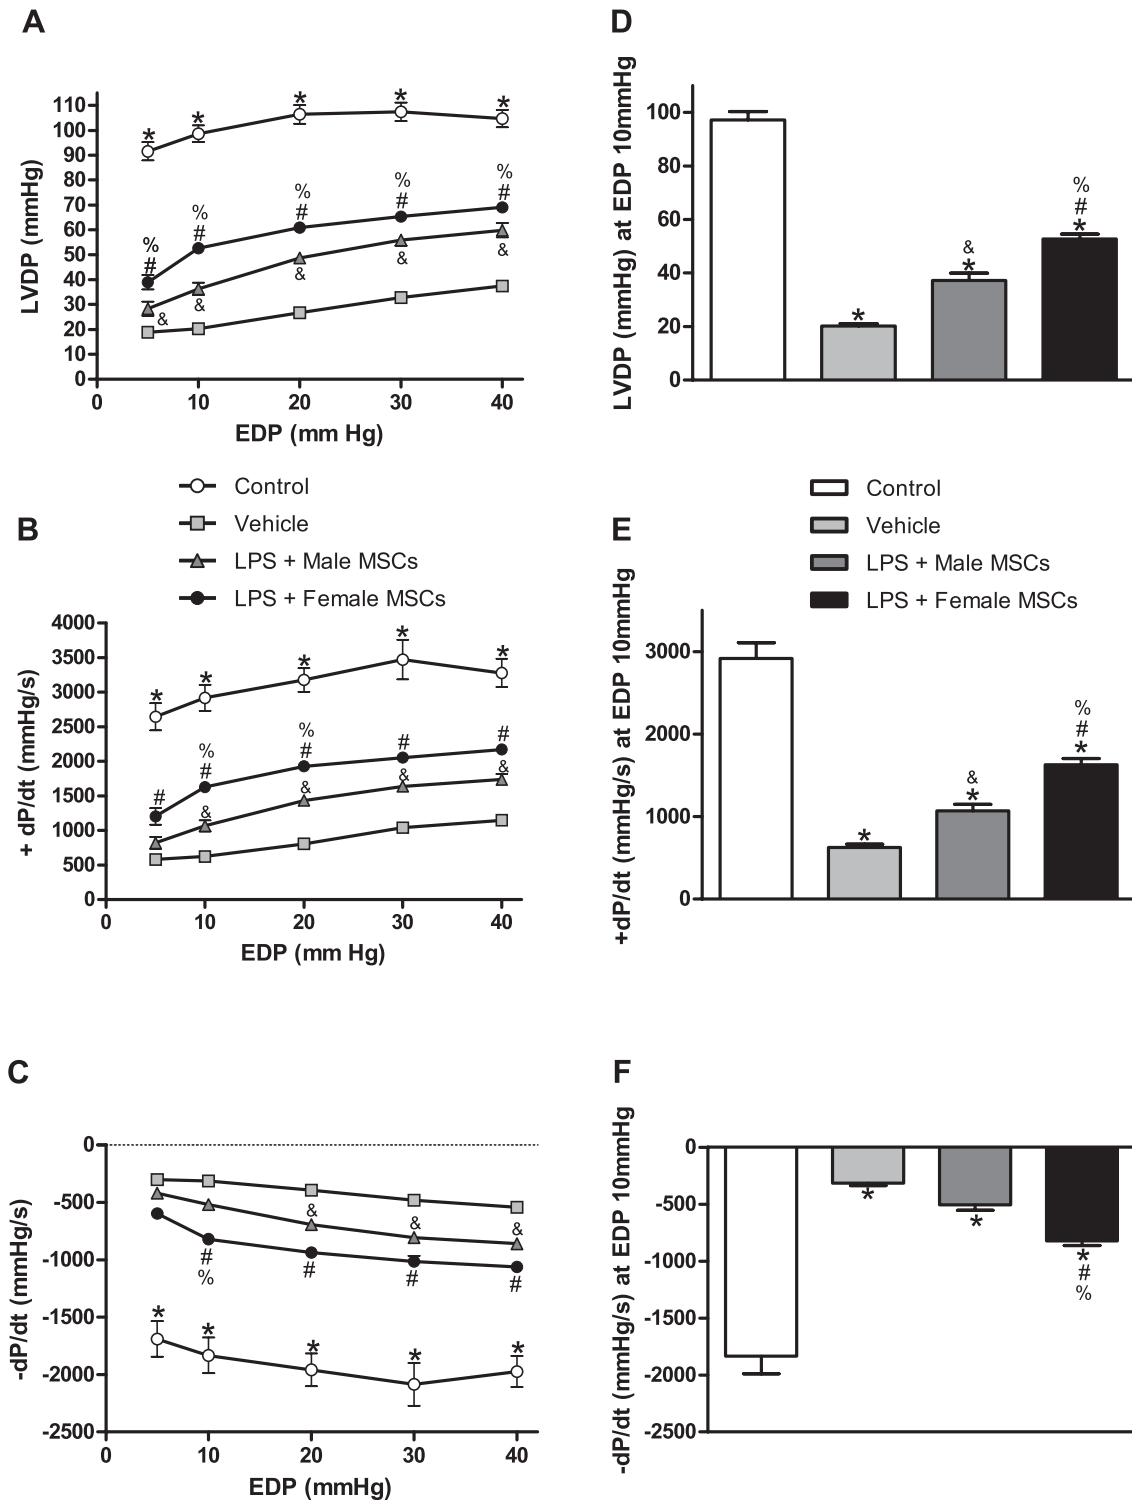 A
110
100
90
80
70
60
50
40
30
20
10
0
LVDP (mmHg)
* * * * *
% % % % %
# # # # #
& & & & &
0 10 20 30 40
EDP (mm Hg)
D
100
80
60
40
20
0
LVDP (mmHg) at EDP 10mmHg
*
&
*
%
#
*
Control
Vehicle
LPS + Male MSCs
LPS + Female MSCs
Control
Vehicle
LPS + Male MSCs
LPS + Female MSCs
B
4000
3500
3000
2500
2000
1500
1000
500
0
+ dP/dt (mmHg/s)
* * * * *
% %
# # # # #
& & & &
0 10 20 30 40
EDP (mm Hg)
E
3000
2000
1000
0
+dP/dt (mmHg/s) at EDP 10mmHg
*
&
*
%
#
*
C
0
-500
-1000
-1500
-2000
-2500
-dP/dt (mmHg/s)
& & &
# # # #
%
* * * * *
0 10 20 30 40
EDP (mmHg)
F
0
-500
-1000
-1500
-2000
-2500
-dP/dt (mmHg/s) at EDP 10mmHg
*
*
*
#
%